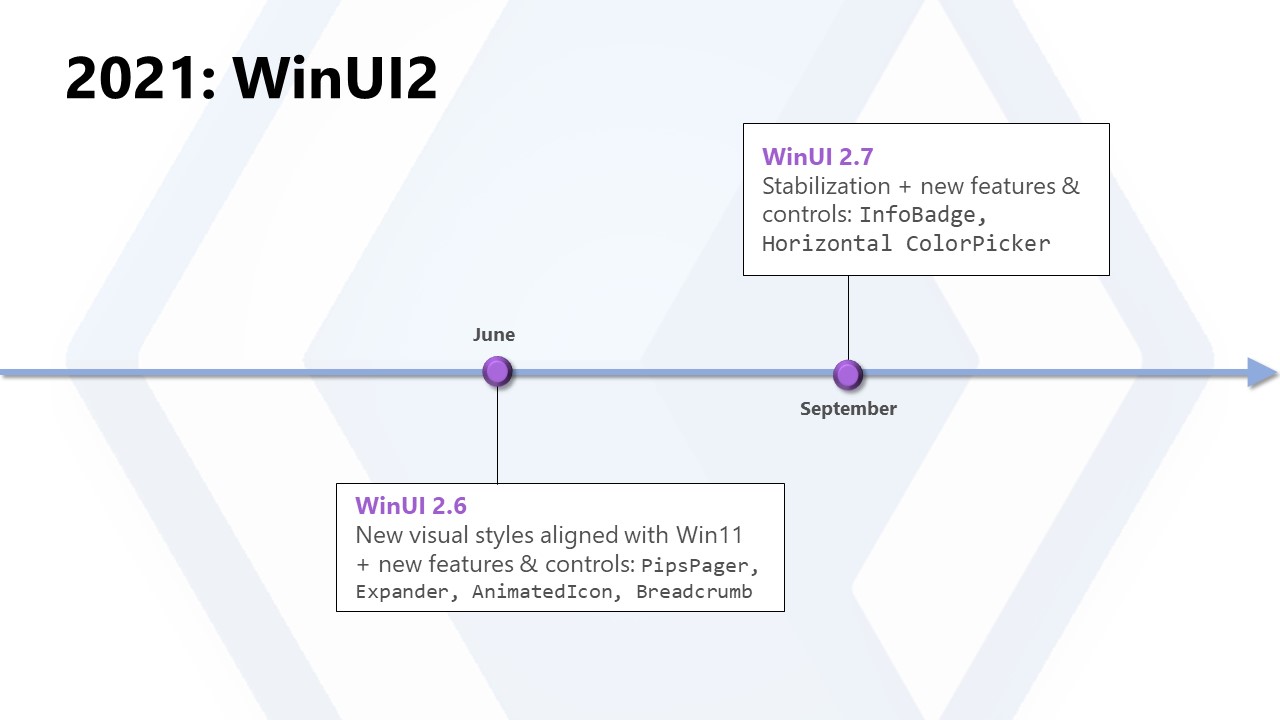 2021: WinUI2
WinUI 2.7
Stabilization + new features &
controls: InfoBadge,
Horizontal ColorPicker
June
September
WinUI 2.6
New visual styles aligned with Win11
+ new features & controls: PipsPager,
Expander, AnimatedIcon, Breadcrumb